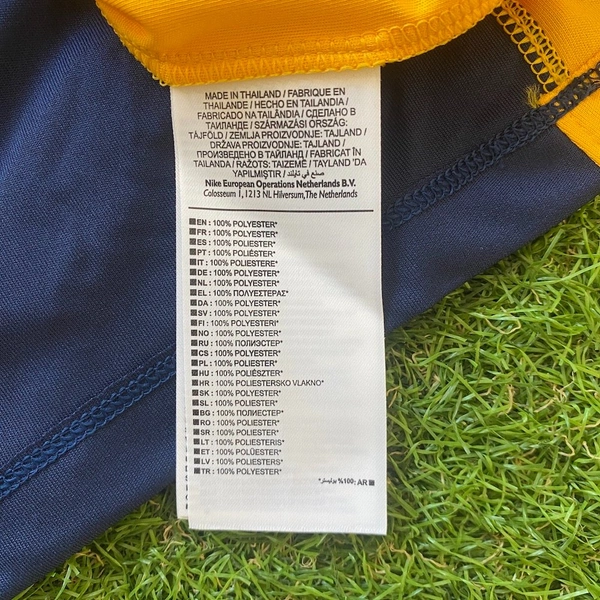 MADE IN THAILAND / FABRIQUE EN
THAILANDE / HECHO EN TAILANDIA /
FABRICADO NA TAILÂNDIA / СДЕЛАНО В
ТАИЛАНДЕ / SZÁRMAZÁSI ORSZÁG:
TÁJFÖLD / ZEMLJA PROIZVODNJE: TAJLAND /
DRŽAVA PROIZVODNJE: TAJLAND /
ПРОИЗВЕДЕНО В ТАЙЛАНД / FABRICAT ÎN
TAILANDA / RAŽOTS: TAIZEMĒ / TAYLAND 'DA
YAPILMIŞTIR / صنع في تايلند
Nike European Operations Netherlands B.V.
Colosseum 1, 1213 NL Hilversum, The Netherlands
EN : 100% POLYESTER*
FR : 100% POLYESTER*
ES : 100% POLIÉSTER*
PT : 100% POLIÉSTER*
IT : 100% POLIESTERE*
DE : 100% POLYESTER*
NL : 100% POLYESTER*
EL : 100% ΠΟΛΥΕΣΤΕΡΑΣ*
DA : 100% POLYESTER*
SV : 100% POLYESTER*
FI : 100% POLYESTERI*
NO : 100% POLYESTER*
RU : 100% ПОЛИЭСТЕР*
CS : 100% POLYESTER*
PL : 100% POLIESTER*
HU : 100% POLIÉSZTER*
HR : 100% POLIESTERSKO VLAKNO*
SK : 100% POLYESTER*
SL : 100% POLIESTER*
BG : 100% ПОЛИЕСТЕР*
RO : 100% POLIESTER*
SR : 100% POLIESTER*
LT : 100% POLIESTERIS*
ET : 100% POLÜESTER*
LV : 100% POLIESTERS*
TR : 100% POLYESTER*
AR :100% بوليستر*